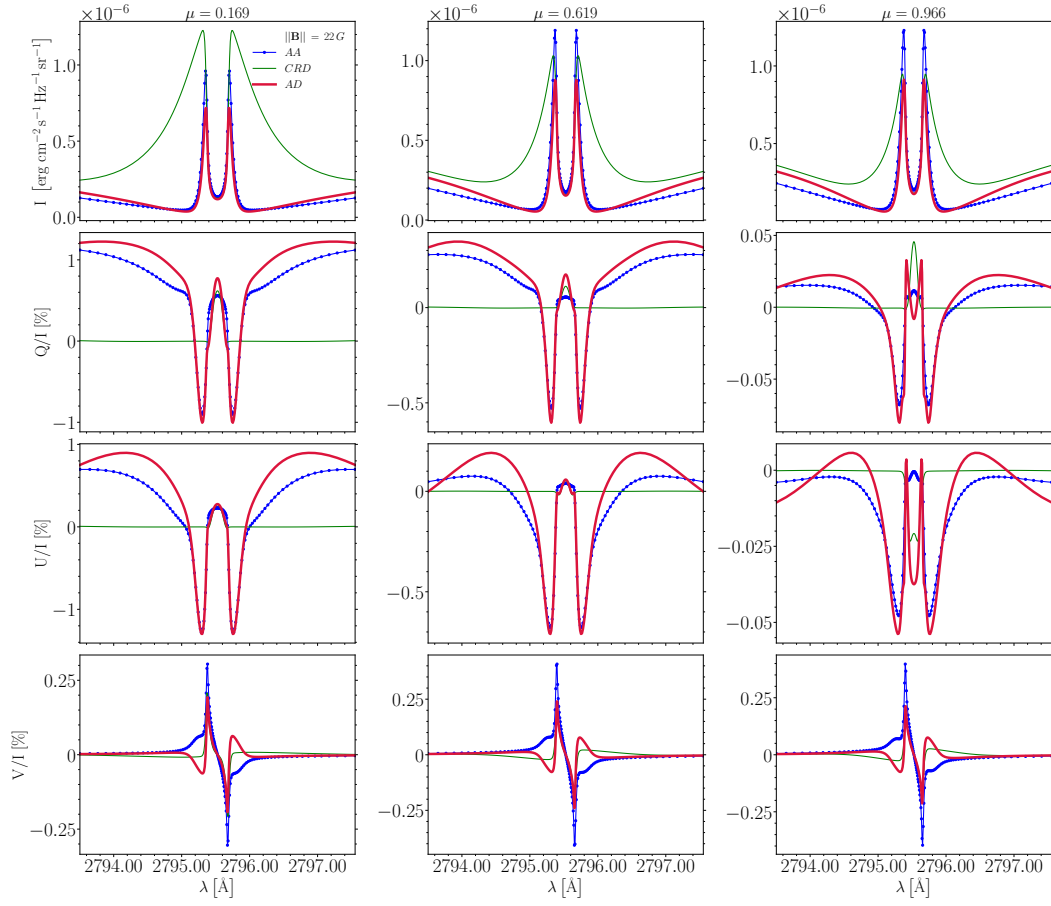 ×10⁻⁶ μ = 0.169 ×10⁻⁶ μ = 0.619 ×10⁻⁶ μ = 0.966
||B|| = 22G
AA
CRD
AD
I [erg cm⁻² s⁻¹ Hz⁻¹ sr⁻¹]
1.0 0.5 0.0
1.0 0.5 0.0
1.0 0.5 0.0
Q/I [%]
1 0 −1
0.5 0 −0.5
0.05 0 −0.05
U/I [%]
1 0 −1
0 −0.5
0 −0.025 −0.05
V/I [%]
0.25 0 −0.25
0.25 0 −0.25
0.25 0 −0.25
2794.00 2795.00 2796.00 2797.00
λ [Å]
2794.00 2795.00 2796.00 2797.00
λ [Å]
2794.00 2795.00 2796.00 2797.00
λ [Å]